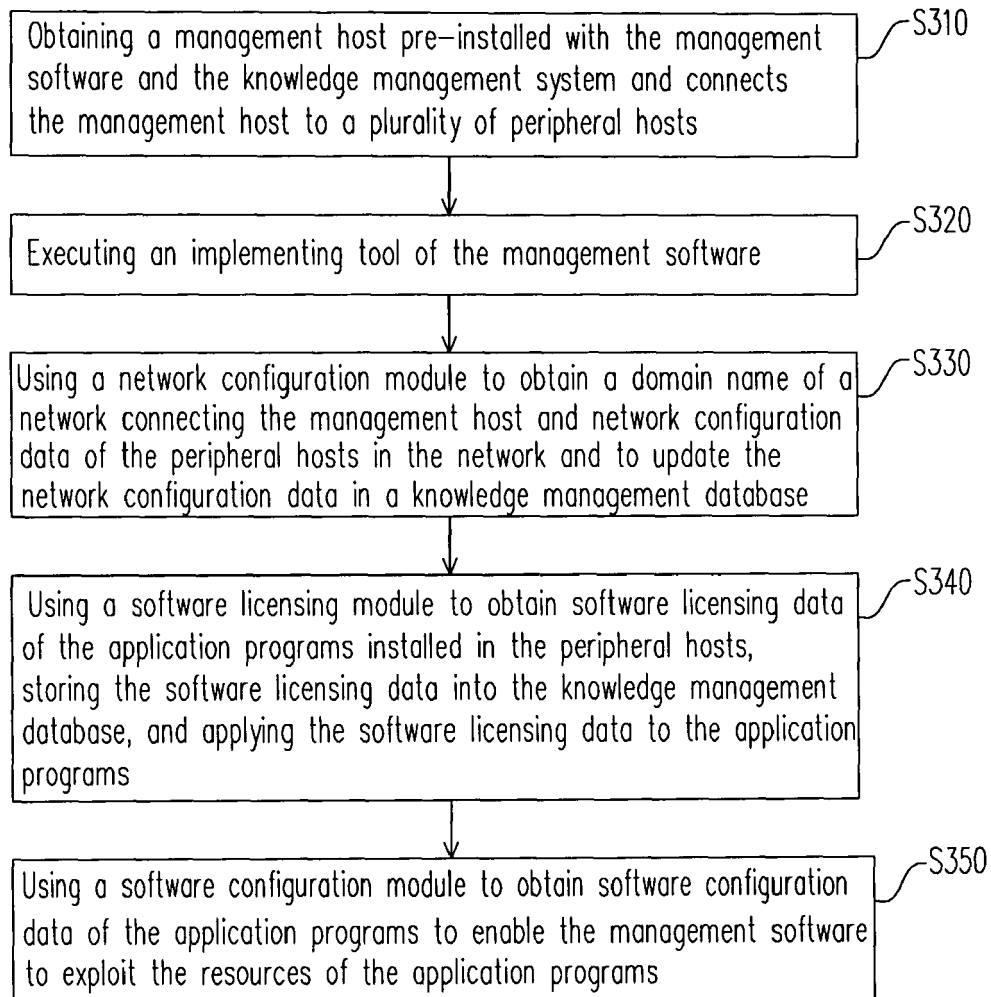 S310
Obtaining a management host pre-installed with the management
software and the knowledge management system and connects
the management host to a plurality of peripheral hosts
S320
Executing an implementing tool of the management software
S330
Using a network configuration module to obtain a domain name of a
network connecting the management host and network configuration
data of the peripheral hosts in the network and to update the
network configuration data in a knowledge management database
S340
Using a software licensing module to obtain software licensing data
of the application programs installed in the peripheral hosts,
storing the software licensing data into the knowledge management
database, and applying the software licensing data to the application
programs
S350
Using a software configuration module to obtain software configuration
data of the application programs to enable the management software
to exploit the resources of the application programs